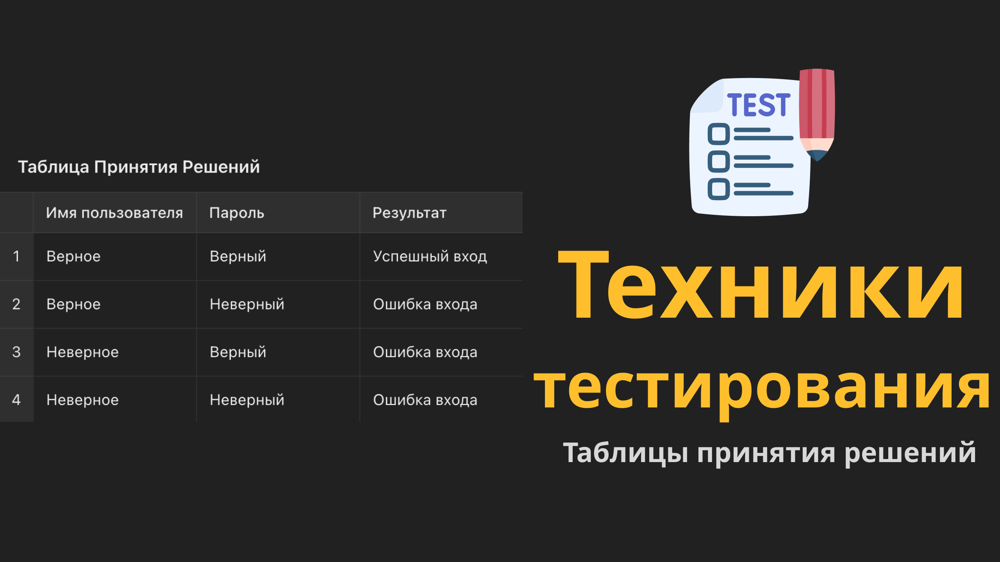 Таблица Принятия Решений
Имя пользователя Пароль Результат
1 Верное Верный Успешный вход
2 Верное Неверный Ошибка входа
3 Неверное Верный Ошибка входа
4 Неверное Неверный Ошибка входа
TEST
Техники
тестирования
Таблицы принятия решений